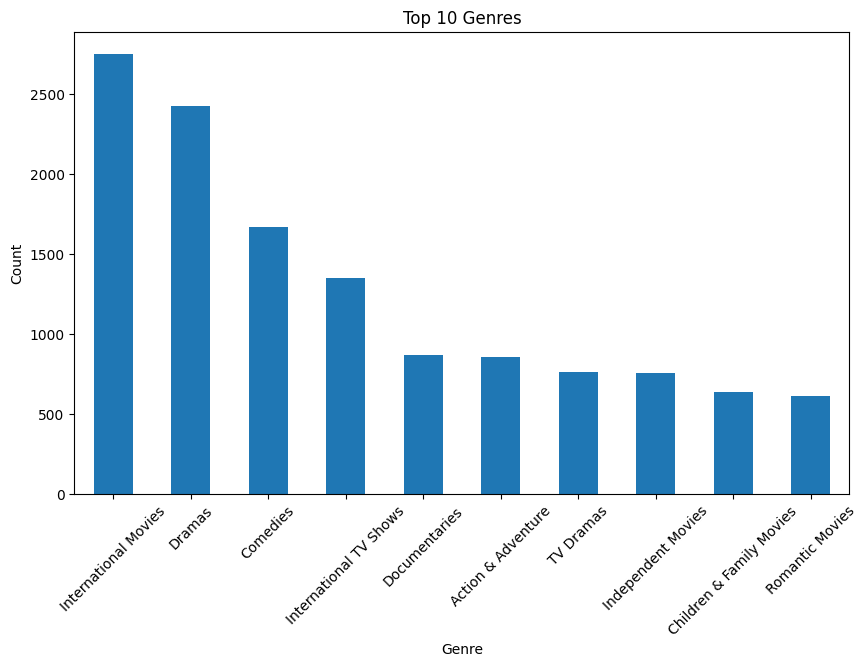 Top 10 Genres
Count
2500
2000
1500
1000
500
0
International Movies
Dramas
Comedies
International TV Shows
Documentaries
Action & Adventure
TV Dramas
Independent Movies
Children & Family Movies
Romantic Movies
Genre